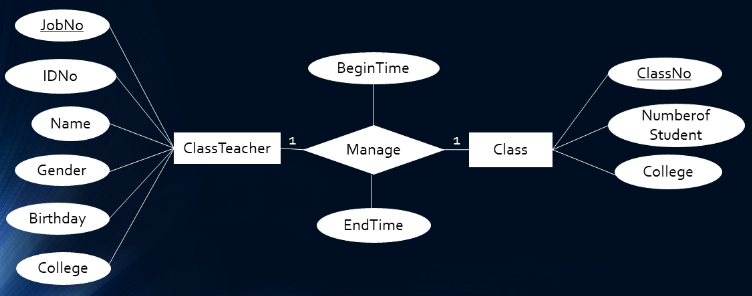 JobNo
IDNo
Name
Gender
Birthday
College
ClassTeacher
1
BeginTime
Manage
EndTime
1
Class
ClassNo
Numberof
Student
College